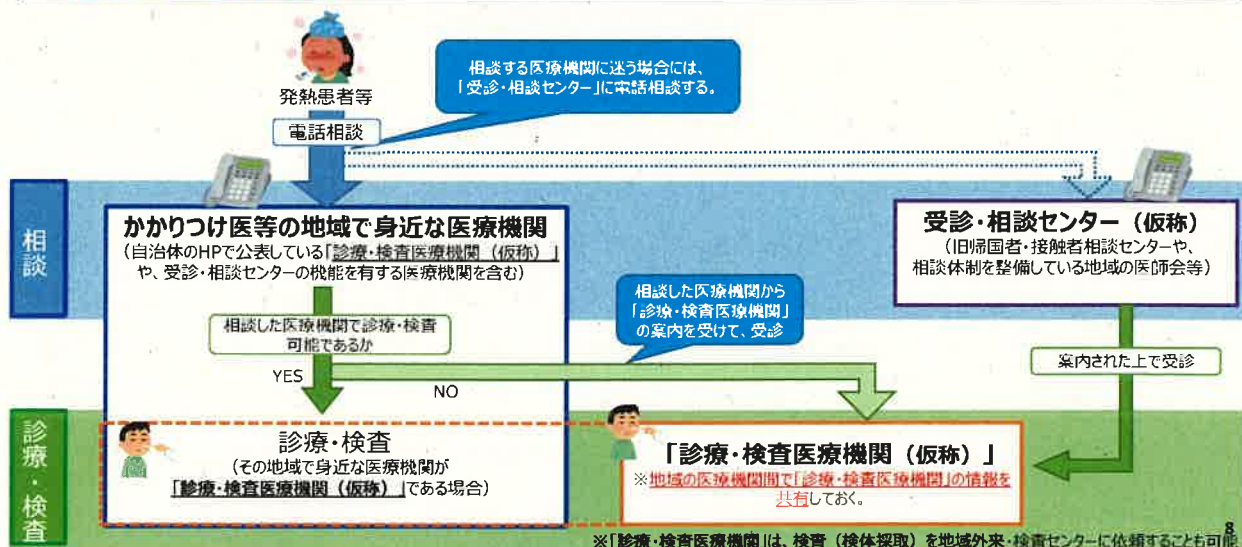 発熱患者等
電話相談
相談する医療機関に迷う場合には、
「受診・相談センター」に電話相談する。
相談
かかりつけ医等の地域で身近な医療機関
(自治体のHPで公表している「診療・検査医療機関(仮称)」
や、受診・相談センターの機能を有する医療機関を含む)
受診・相談センター(仮称)
(旧帰国者・接触者相談センターや、
相談体制を整備している地域の医師会等)
相談した医療機関から
「診療・検査医療機関」
の案内を受けて、受診
相談した医療機関で診療・検査
可能であるか
YES
NO
案内された上で受診
診療・検査
診療・検査
(その地域で身近な医療機関が
「診療・検査医療機関(仮称)」である場合)
「診療・検査医療機関(仮称)」
※地域の医療機関間で「診療・検査医療機関」の情報を
共有しておく。
※「診療・検査医療機関」は、検査(検体採取)を地域外来・検査センターに依頼することも可能
8